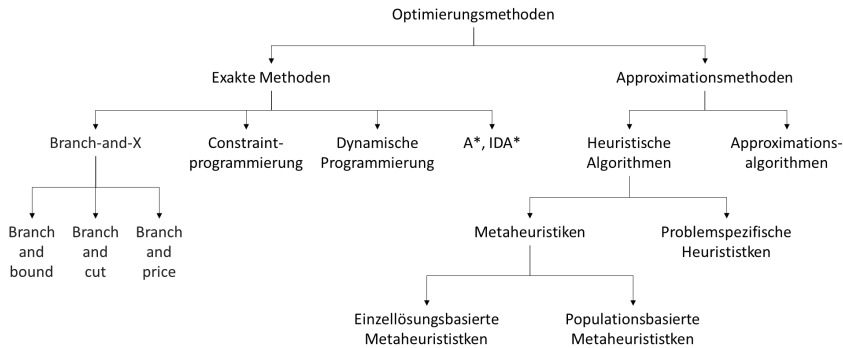 Optimierungsmethoden
Exakte Methoden
Approximationsmethoden
Branch-and-X
Constraint-
programmierung
Dynamische
Programmierung
A*, IDA*
Heuristische
Algorithmen
Approximations-
algorithmen
Branch
and
bound
Branch
and
cut
Branch
and
price
Metaheuristiken
Problemspezifische
Heurististken
Einzellösungsbasierte
Metaheurististken
Populationsbasierte
Metaheurististken